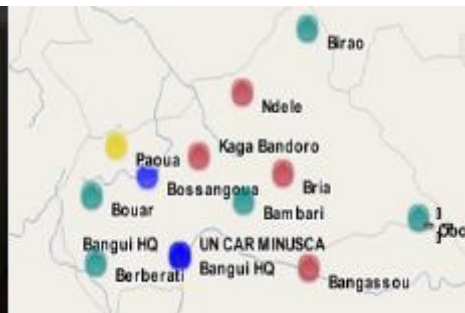 Birao
Ndele
Kaga Bandoro
Paoua
Bossangoua
Bria
Bouar
Bambari
Bangui HQ
UN CAR MINUSCA
Berberati
Bangui HQ
Bangassou